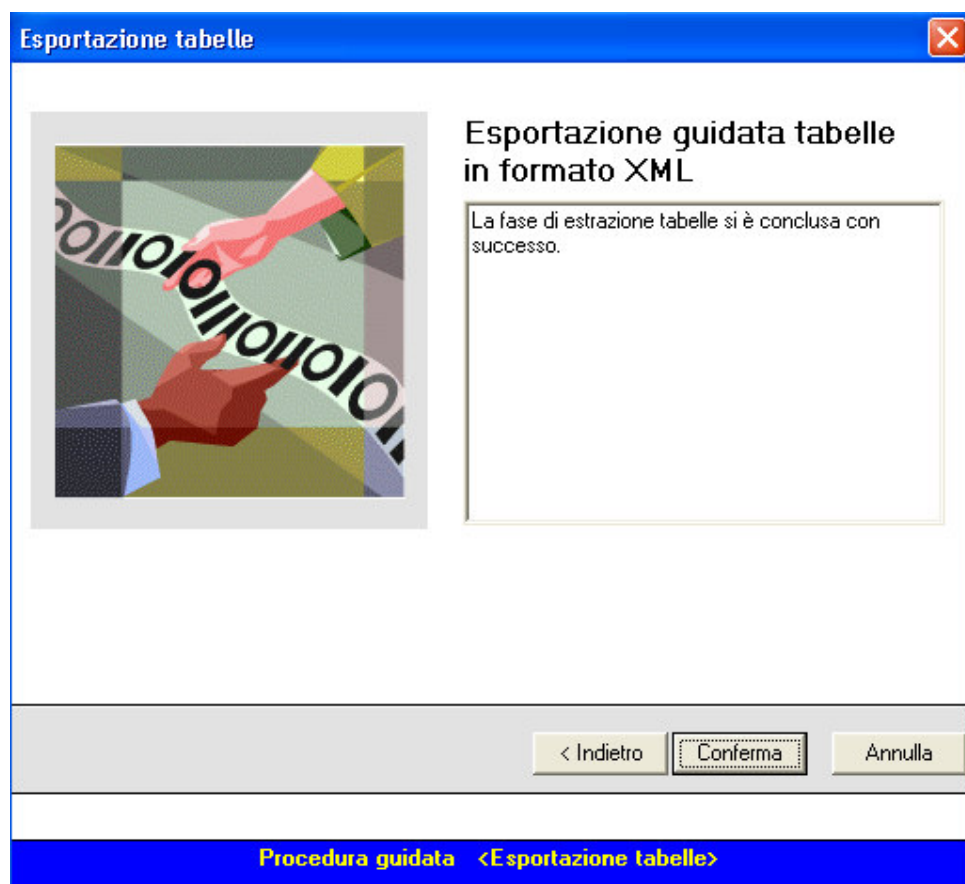 Esportazione tabelle
Esportazione guidata tabelle
in formato XML
La fase di estrazione tabelle si è conclusa con
successo.
< Indietro
Conferma
Annulla
Procedura guidata <Esportazione tabelle>